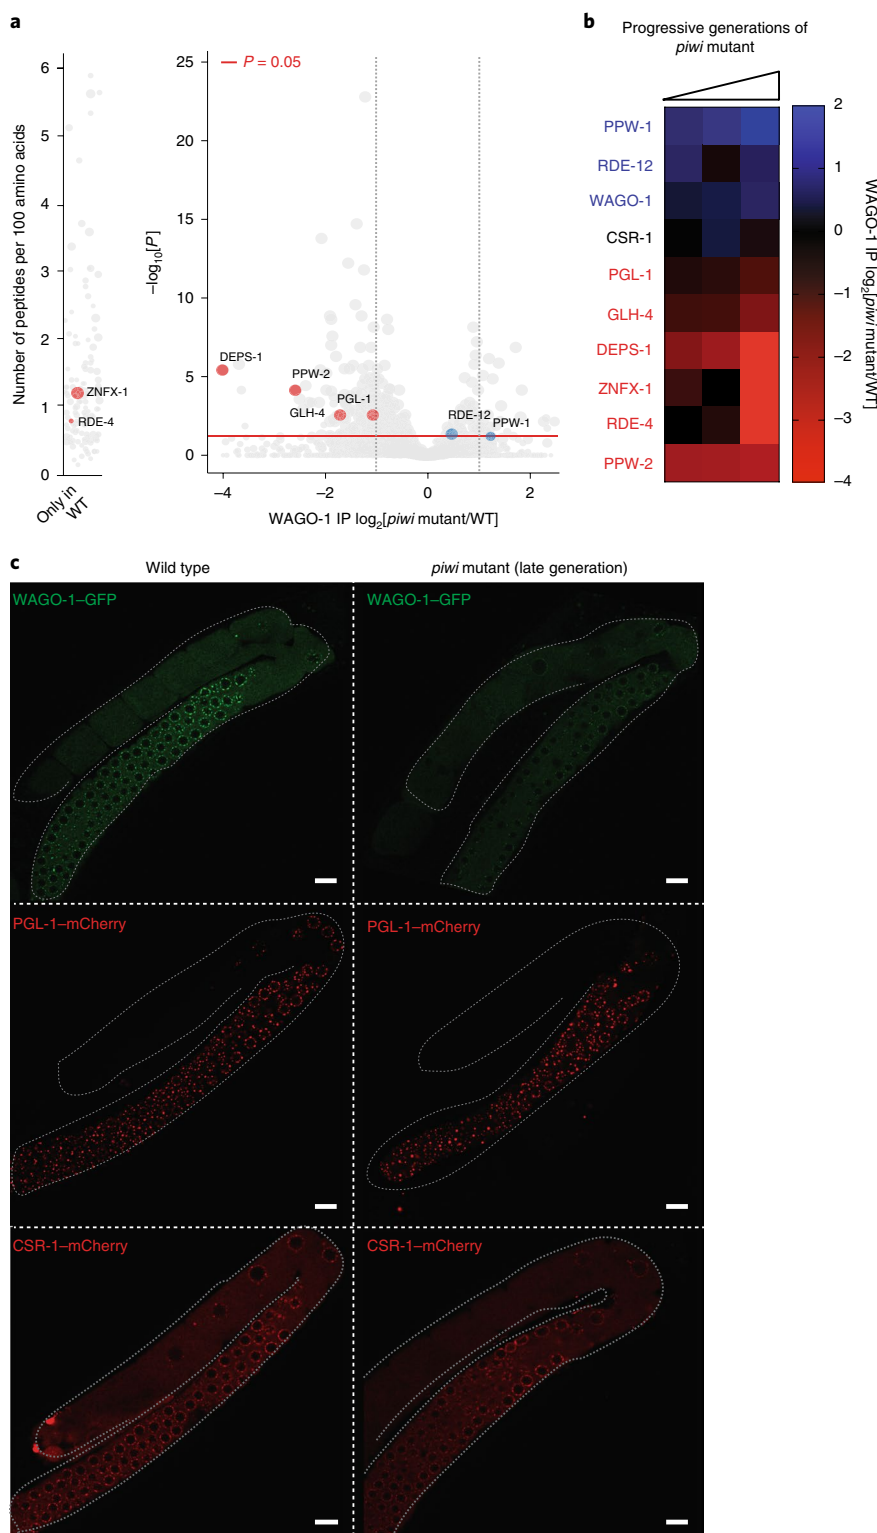 a
Number of peptides per 100 amino acids
6
5
4
3
2
1
0
ZNFX-1
RDE-4
Only in
WT
−log10[P]
25
20
15
10
5
0
P = 0.05
DEPS-1
PPW-2
PGL-1
GLH-4
RDE-12
PPW-1
−4
−2
0
2
WAGO-1 IP log2[piwi mutant/WT]
b
Progressive generations of
piwi mutant
PPW-1
RDE-12
WAGO-1
CSR-1
PGL-1
GLH-4
DEPS-1
ZNFX-1
RDE-4
PPW-2
2
1
0
−1
−2
−3
−4
WAGO-1 IP log2[piwi mutant/WT]
c
Wild type
piwi mutant (late generation)
WAGO-1–GFP
WAGO-1–GFP
PGL-1–mCherry
PGL-1–mCherry
CSR-1–mCherry
CSR-1–mCherry